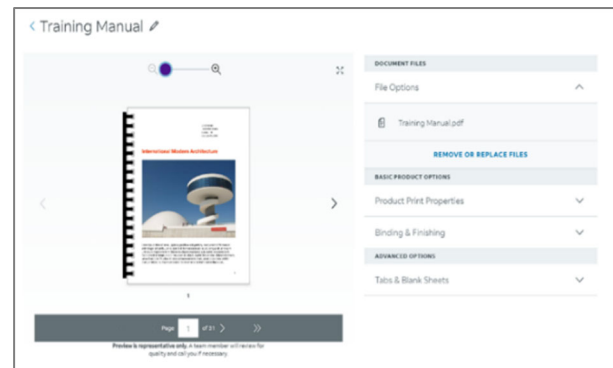 Training Manual
DOCUMENT FILES
File Options
Training Manual.pdf
REMOVE OR REPLACE FILES
BASIC PRODUCT OPTIONS
Product Print Properties
Binding & Finishing
ADVANCED OPTIONS
Tabs & Blank Sheets
International Modern Architecture
1
Page 1 of 31
Preview is representative only. A team member will review for
quality and call you if necessary